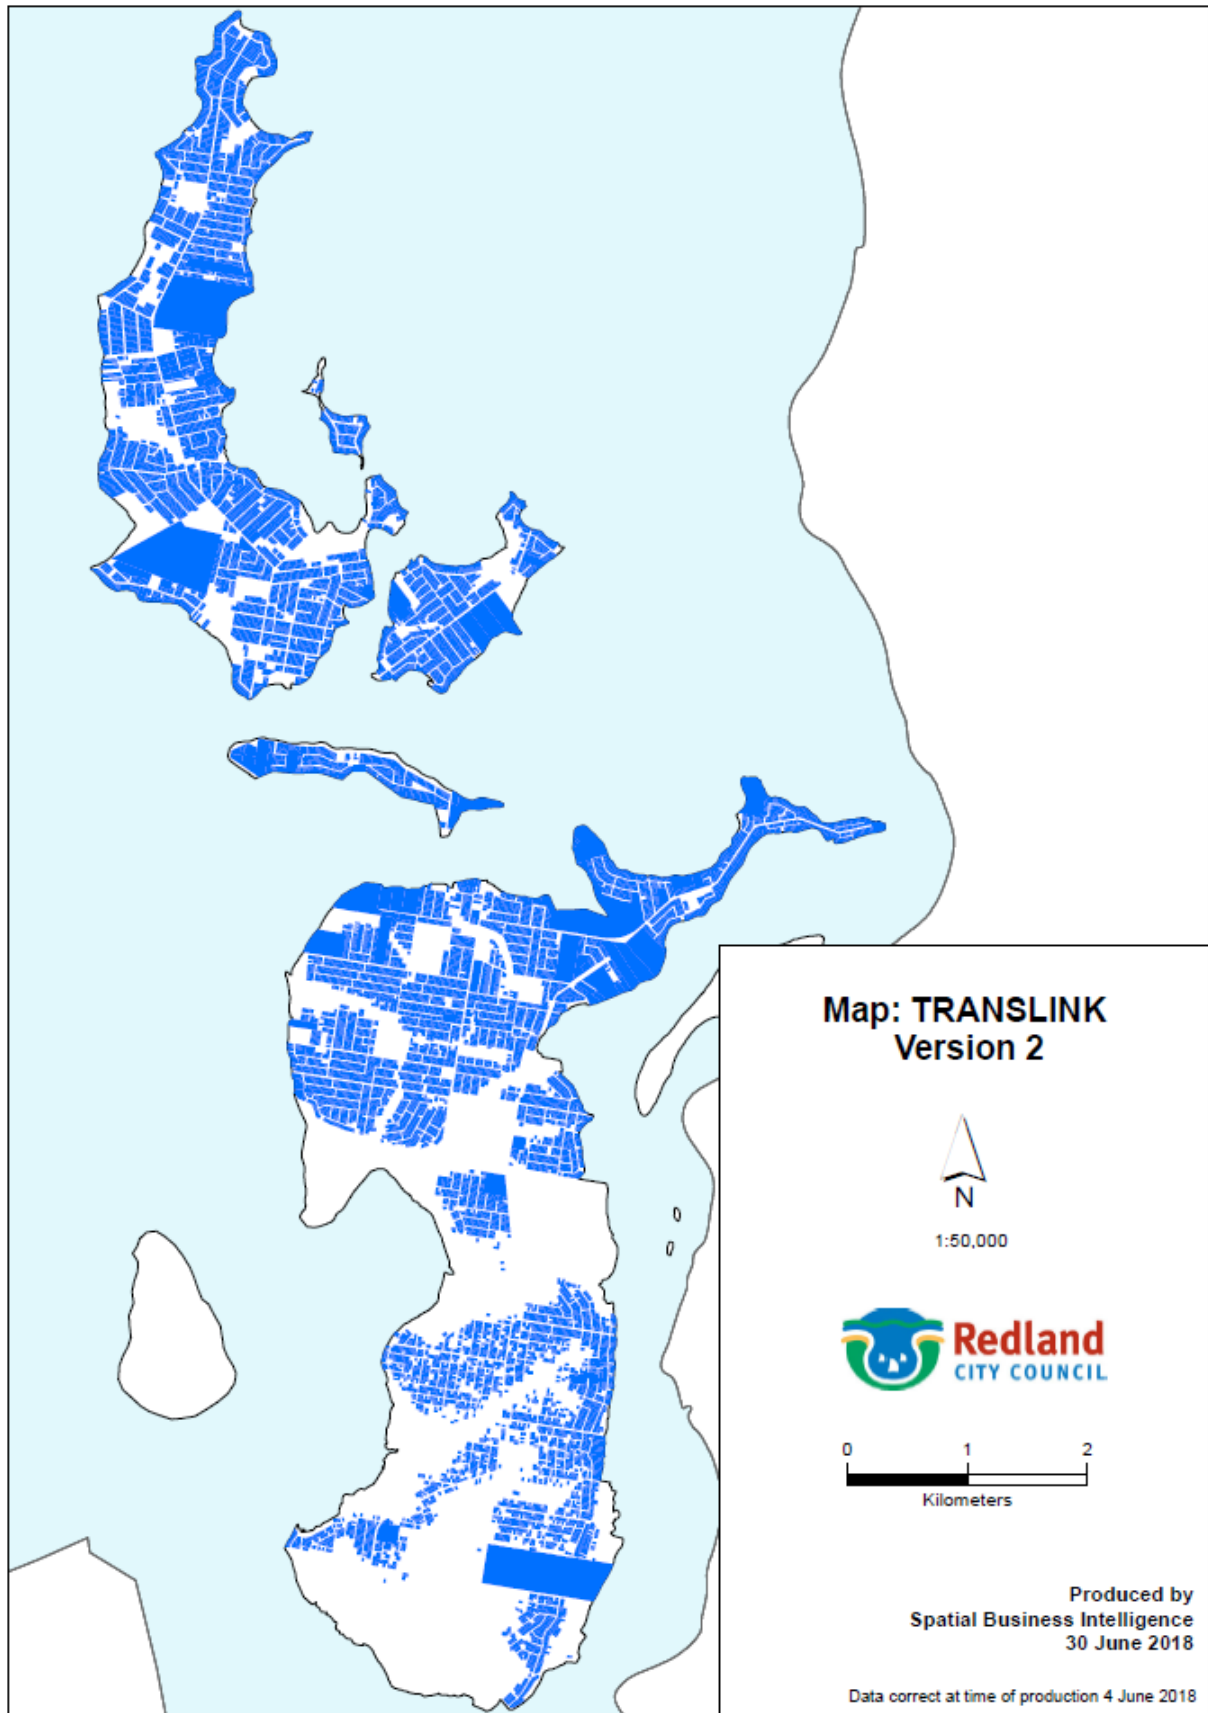 Map: TRANSLINK
Version 2
N
1:50,000
Redland
CITY COUNCIL
0 1 2
Kilometers
Produced by
Spatial Business Intelligence
30 June 2018
Data correct at time of production 4 June 2018